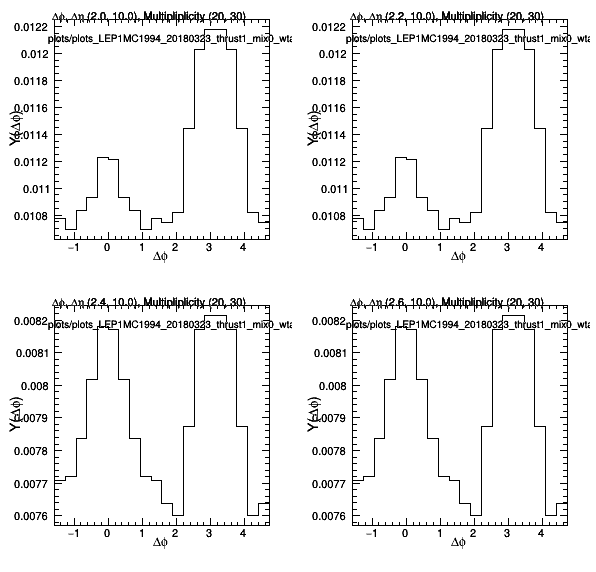 Δϕ, Δη (2.0, 10.0), Multipliplicity (20, 30)
plots/plots_LEP1MC1994_20180323_thrust1_mix0_wta
Y(Δϕ)
0.0122
0.012
0.0118
0.0116
0.0114
0.0112
0.011
0.0108
−1 0 1 2 3 4
Δϕ
Δϕ, Δη (2.2, 10.0), Multipliplicity (20, 30)
plots/plots_LEP1MC1994_20180323_thrust1_mix0_wta
Y(Δϕ)
0.0122
0.012
0.0118
0.0116
0.0114
0.0112
0.011
0.0108
−1 0 1 2 3 4
Δϕ
Δϕ, Δη (2.4, 10.0), Multipliplicity (20, 30)
plots/plots_LEP1MC1994_20180323_thrust1_mix0_wta
Y(Δϕ)
0.0082
0.0081
0.008
0.0079
0.0078
0.0077
0.0076
−1 0 1 2 3 4
Δϕ
Δϕ, Δη (2.6, 10.0), Multipliplicity (20, 30)
plots/plots_LEP1MC1994_20180323_thrust1_mix0_wta
Y(Δϕ)
0.0082
0.0081
0.008
0.0079
0.0078
0.0077
0.0076
−1 0 1 2 3 4
Δϕ